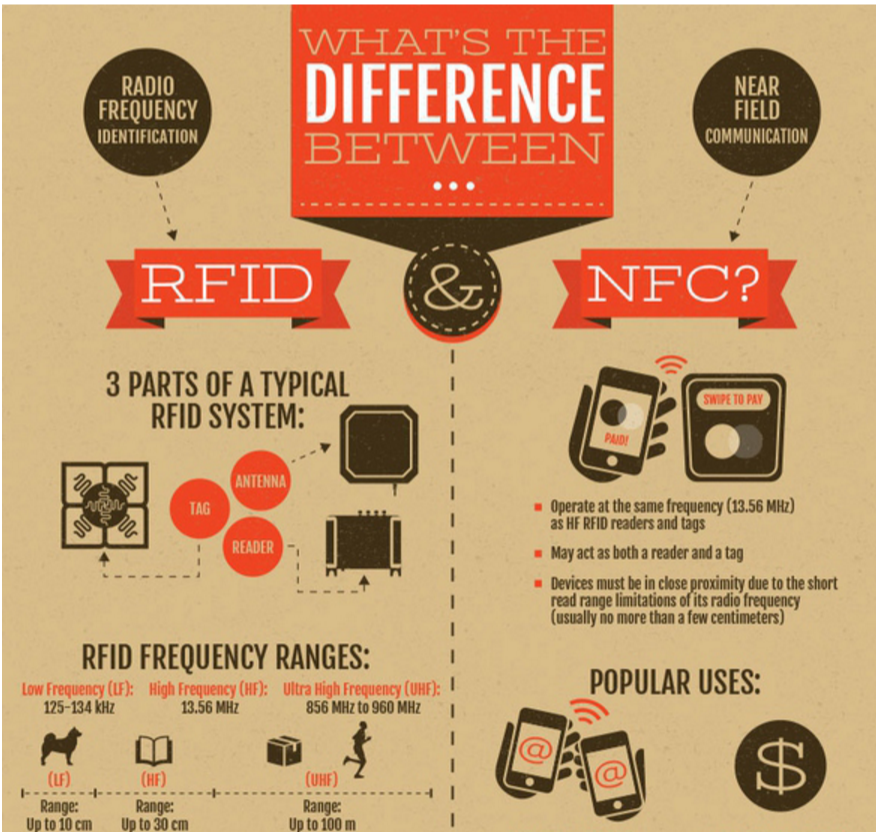 WHAT'S THE
DIFFERENCE
BETWEEN
...
RADIO
FREQUENCY
IDENTIFICATION
NEAR
FIELD
COMMUNICATION
RFID
&
NFC?
3 PARTS OF A TYPICAL
RFID SYSTEM:
ANTENNA
TAG
READER
RFID FREQUENCY RANGES:
Low Frequency (LF):
125-134 kHz
High Frequency (HF):
13.56 MHz
Ultra High Frequency (UHF):
856 MHz to 960 MHz
(LF)
(HF)
(UHF)
Range:
Up to 10 cm
Range:
Up to 30 cm
Range:
Up to 100 m
PAID!
SWIPE TO PAY
Operate at the same frequency (13.56 MHz)
as HF RFID readers and tags
May act as both a reader and a tag
Devices must be in close proximity due to the short
read range limitations of its radio frequency
(usually no more than a few centimeters)
POPULAR USES:
@
@
$